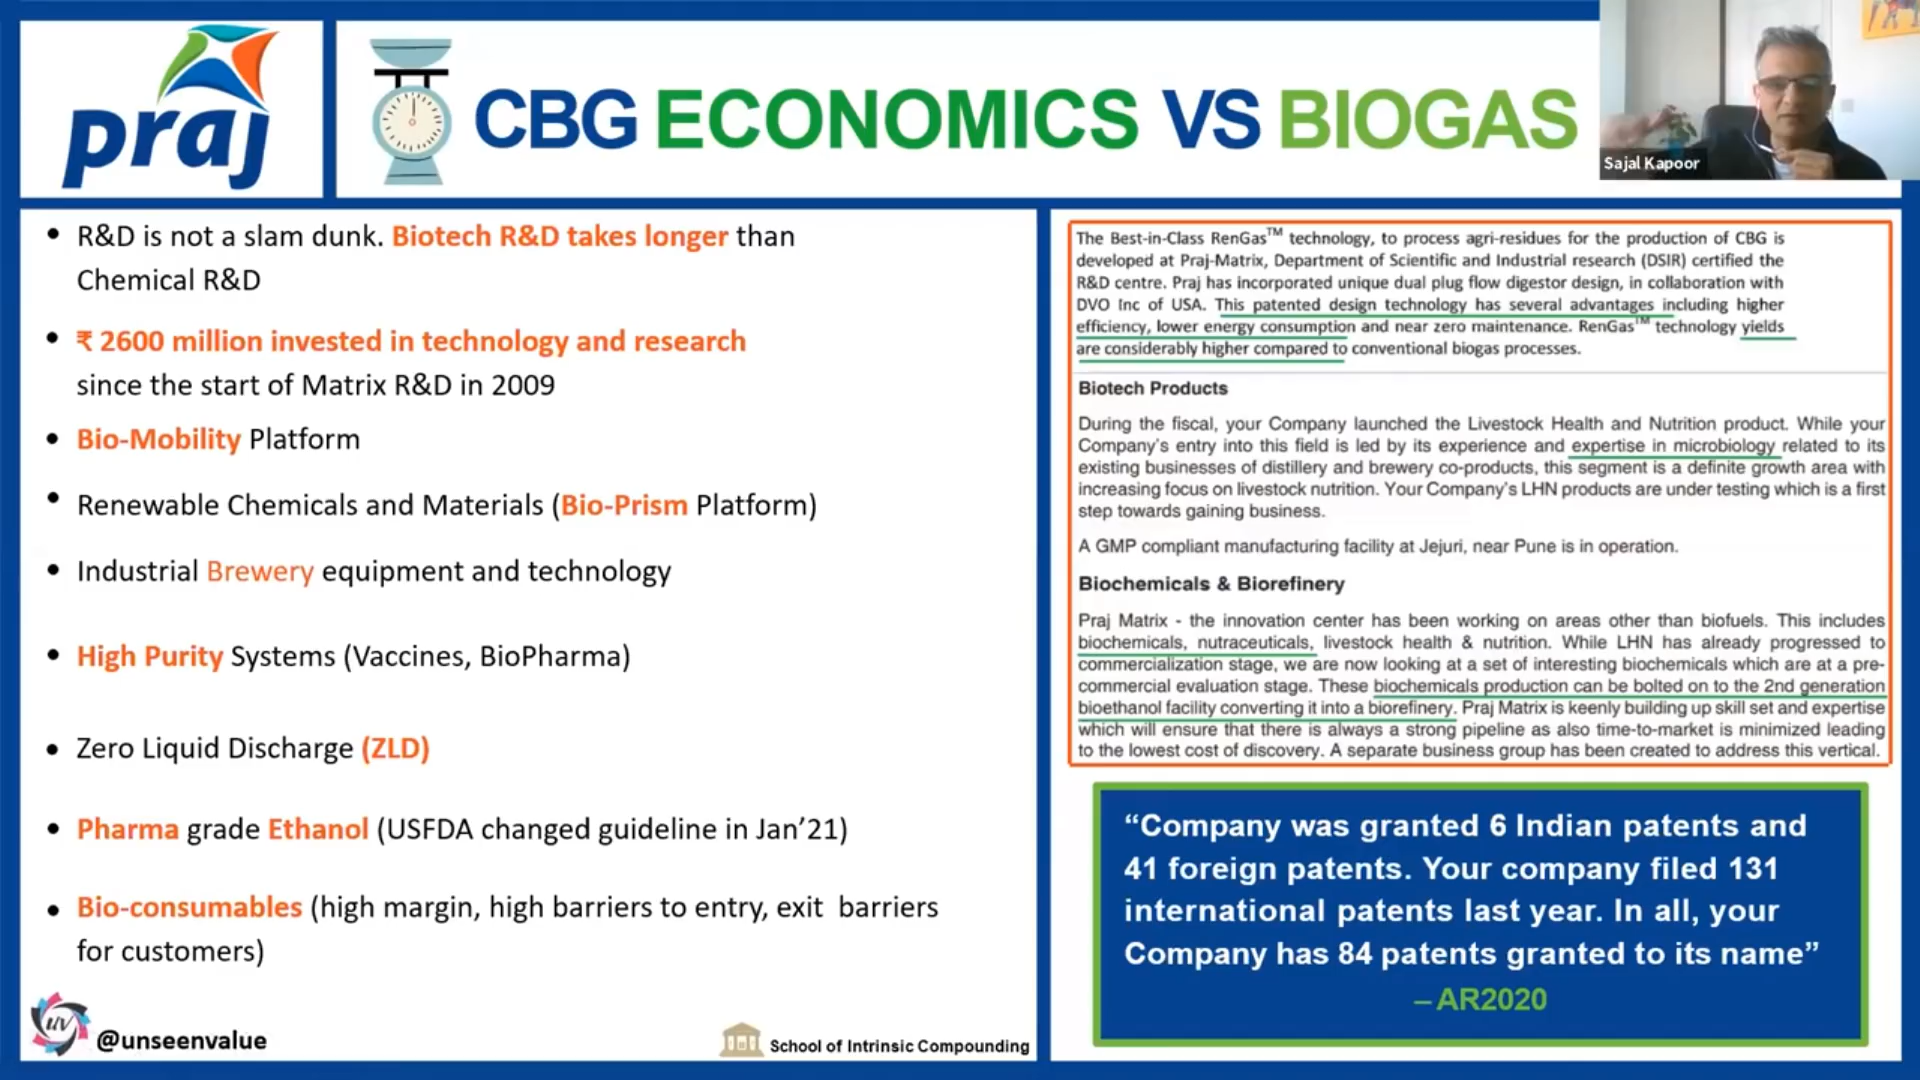 praj
CBG ECONOMICS VS BIOGAS
Sajal Kapoor
• R&D is not a slam dunk. Biotech R&D takes longer than
Chemical R&D
• ₹ 2600 million invested in technology and research
since the start of Matrix R&D in 2009
• Bio-Mobility Platform
• Renewable Chemicals and Materials (Bio-Prism Platform)
• Industrial Brewery equipment and technology
• High Purity Systems (Vaccines, BioPharma)
• Zero Liquid Discharge (ZLD)
• Pharma grade Ethanol (USFDA changed guideline in Jan’21)
• Bio-consumables (high margin, high barriers to entry, exit barriers
for customers)
UV
@unseenvalue
School of Intrinsic Compounding
The Best-in-Class RenGas™ technology, to process agri-residues for the production of CBG is
developed at Praj-Matrix, Department of Scientific and Industrial research (DSIR) certified the
R&D centre. Praj has incorporated unique dual plug flow digestor design, in collaboration with
DVO Inc of USA. This patented design technology has several advantages including higher
efficiency, lower energy consumption and near zero maintenance. RenGas™ technology yields
are considerably higher compared to conventional biogas processes.
Biotech Products
During the fiscal, your Company launched the Livestock Health and Nutrition product. While your
Company's entry into this field is led by its experience and expertise in microbiology related to its
existing businesses of distillery and brewery co-products, this segment is a definite growth area with
increasing focus on livestock nutrition. Your Company's LHN products are under testing which is a first
step towards gaining business.
A GMP compliant manufacturing facility at Jejuri, near Pune is in operation.
Biochemicals & Biorefinery
Praj Matrix - the innovation center has been working on areas other than biofuels. This includes
biochemicals, nutraceuticals, livestock health & nutrition. While LHN has already progressed to
commercialization stage, we are now looking at a set of interesting biochemicals which are at a pre-
commercial evaluation stage. These biochemicals production can be bolted on to the 2nd generation
bioethanol facility converting it into a biorefinery. Praj Matrix is keenly building up skill set and expertise
which will ensure that there is always a strong pipeline as also time-to-market is minimized leading
to the lowest cost of discovery. A separate business group has been created to address this vertical.
“Company was granted 6 Indian patents and
41 foreign patents. Your company filed 131
international patents last year. In all, your
Company has 84 patents granted to its name”
– AR2020